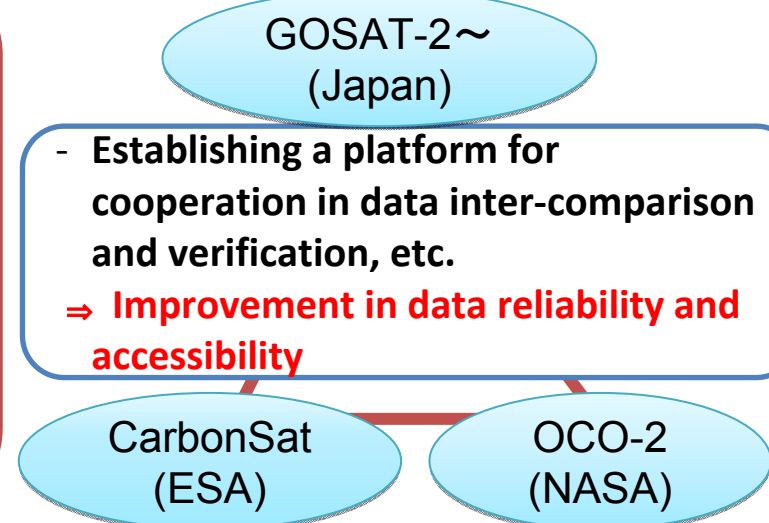 GOSAT-2～
(Japan)
- Establishing a platform for
cooperation in data inter-comparison
and verification, etc.
⇒ Improvement in data reliability and
accessibility
CarbonSat
(ESA)
OCO-2
(NASA)